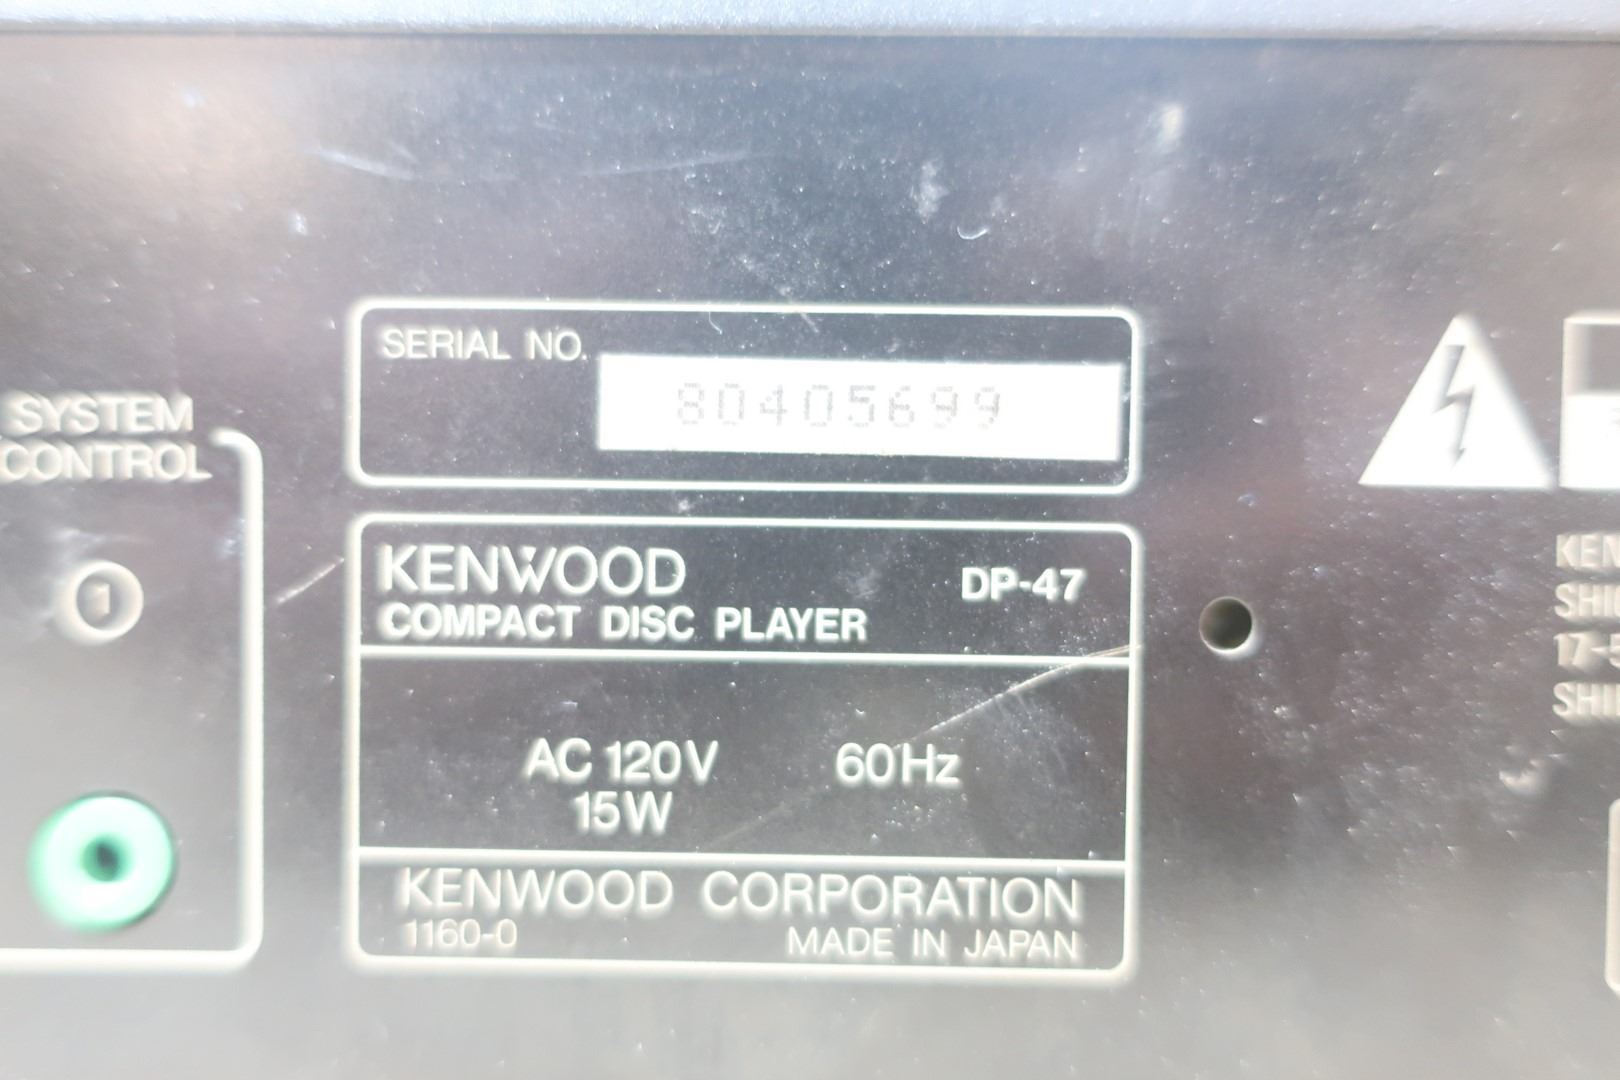 SYSTEM
CONTROL
1
SERIAL NO.
80405699
KENWOOD
DP-47
COMPACT DISC PLAYER
AC 120V 60Hz
15W
KENWOOD CORPORATION
1160-0
MADE IN JAPAN